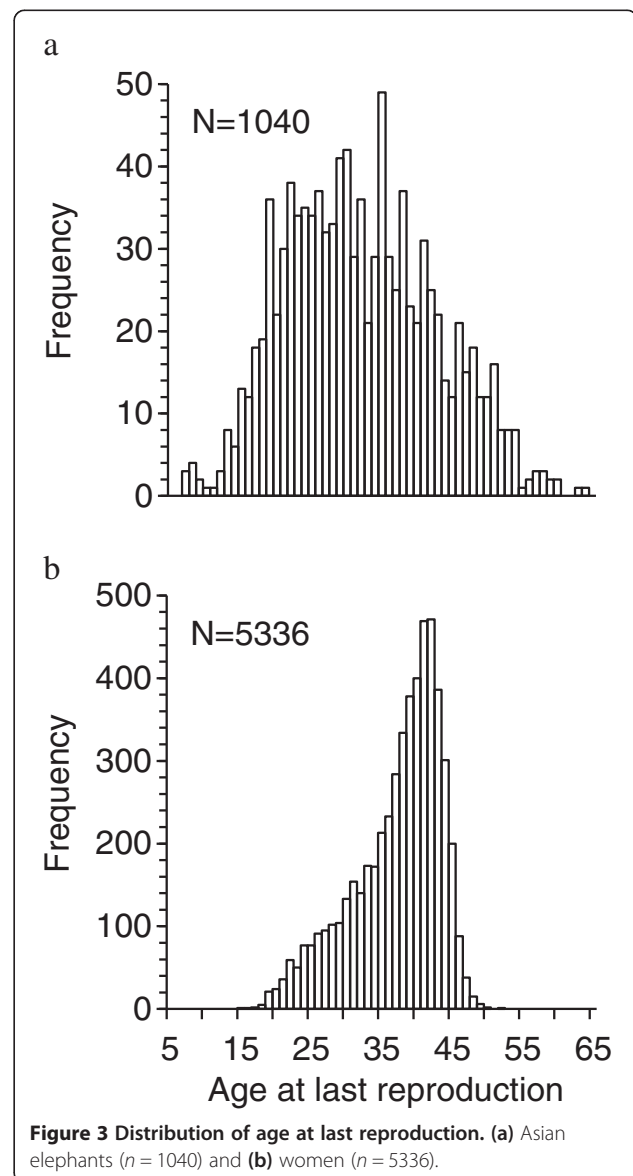 a
50
40
30
20
10
0
Frequency
N=1040
b
500
400
300
200
100
0
Frequency
N=5336
5 15 25 35 45 55 65
Age at last reproduction
Figure 3 Distribution of age at last reproduction. (a) Asian
elephants (n = 1040) and (b) women (n = 5336).